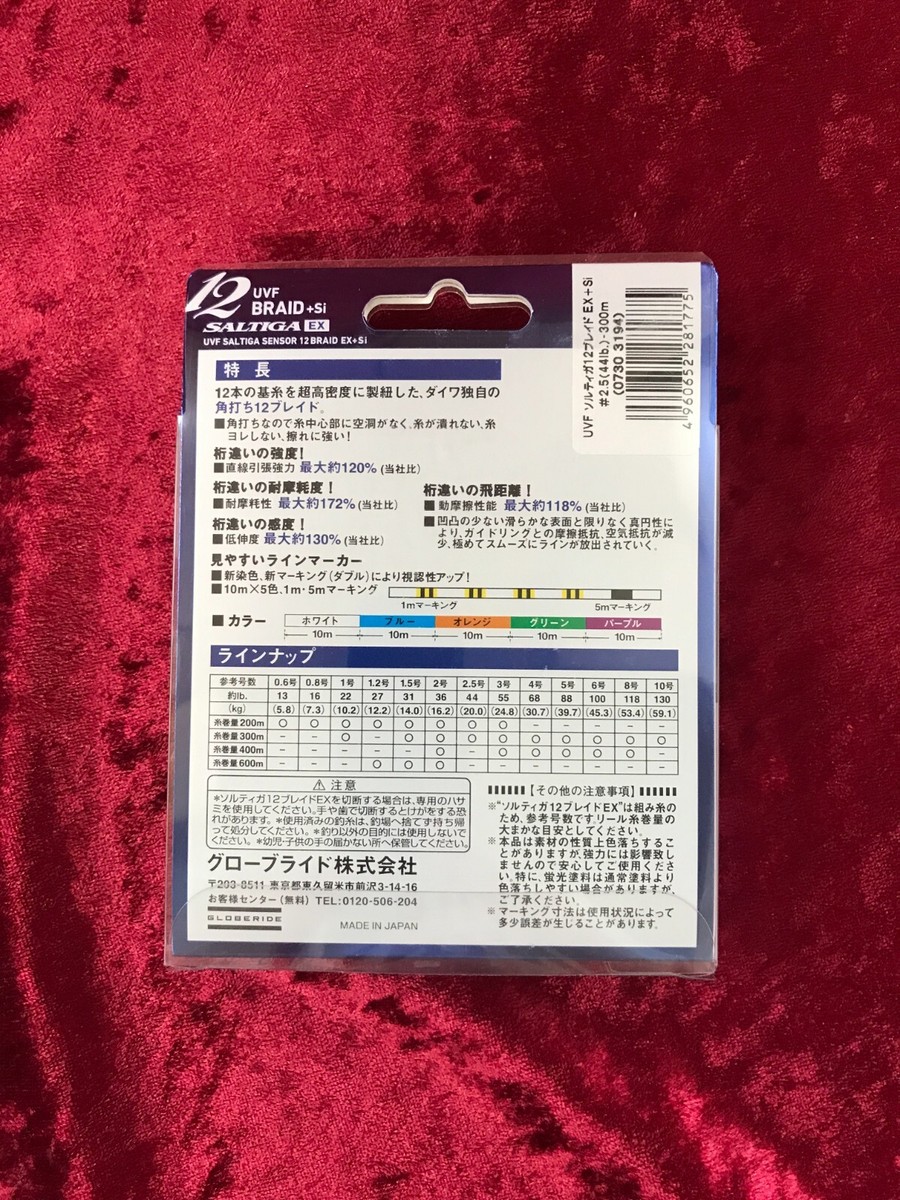 12 UVF
BRAID +Si
SALTIGA EX
UVF SALTIGA SENSOR 12 BRAID EX+Si
UVF ソルティガ12ブレイド EX+Si
#2.5(44lb.)-300m
(0730 3194)
4 960652 281775
特 長
12本の基糸を超高密度に製紐した、ダイワ独自の
角打ち12ブレイド。
■角打ちなので糸中心部に空洞がなく、糸が潰れない、糸
ヨレしない、擦れに強い！
桁違いの強度！
■直線引張強力 最大約120% (当社比)
桁違いの耐摩耗度！
■耐摩耗性 最大約172% (当社比)
桁違いの感度！
■低伸度 最大約130% (当社比)
桁違いの飛距離！
■動摩擦性能 最大約118% (当社比)
■凹凸の少ない滑らかな表面と限りなく真円性に
より、ガイドリングとの摩擦抵抗、空気抵抗が減
少、極めてスムーズにラインが放出されていく。
見やすいラインマーカー
■新染色、新マーキング(ダブル)により視認性アップ！
■10m×5色、1m・5mマーキング
1mマーキング 5mマーキング
■カラー ホワイト ブルー オレンジ グリーン パープル
10m 10m 10m 10m 10m
ラインナップ
参考号数 0.6号 0.8号 1号 1.2号 1.5号 2号 2.5号 3号 4号 5号 6号 8号 10号
約lb. 13 16 22 27 31 36 44 55 68 88 100 118 130
(kg) (5.8) (7.3) (10.2) (12.2) (14.0) (16.2) (20.0) (24.8) (30.7) (39.7) (45.3) (53.4) (59.1)
糸巻量200m ○ ○ ○ ○ ○ ○ ○ ○ − − − − −
糸巻量300m − − ○ − ○ ○ ○ ○ ○ ○ ○ ○ ○
糸巻量400m − − − − − ○ − ○ ○ ○ ○ ○ −
糸巻量600m − − − ○ ○ ○ − − − − − − −
⚠ 注意
*ソルティガ12ブレイドEXを切断する場合は、専用のハサ
ミを使用してください。手や歯で切断するとけがをする恐
れがあります。*使用済みの釣糸は、釣場へ捨てず持ち帰
って処分してください。*釣り以外の目的には使用しないで
ください。*幼児・子供の手の届かない所へ保管してください。
グローブライド株式会社
〒203-8511 東京都東久留米市前沢3-14-16
お客様センター(無料) TEL:0120-506-204
GLOBERIDE
MADE IN JAPAN
【その他の注意事項】
※“ソルティガ12ブレイドEX”は組み糸の
ため、参考号数です。リール糸巻量の
大まかな目安としてください。
※本品は素材の性質上色落ちするこ
とがありますが、強力には影響致し
ませんので安心してご使用くださ
い。特に、蛍光塗料は通常塗料より
色落ちしやすい場合がありますが、
ご了承ください。
※マーキング寸法は使用状況によって
多少誤差が生じることがあります。